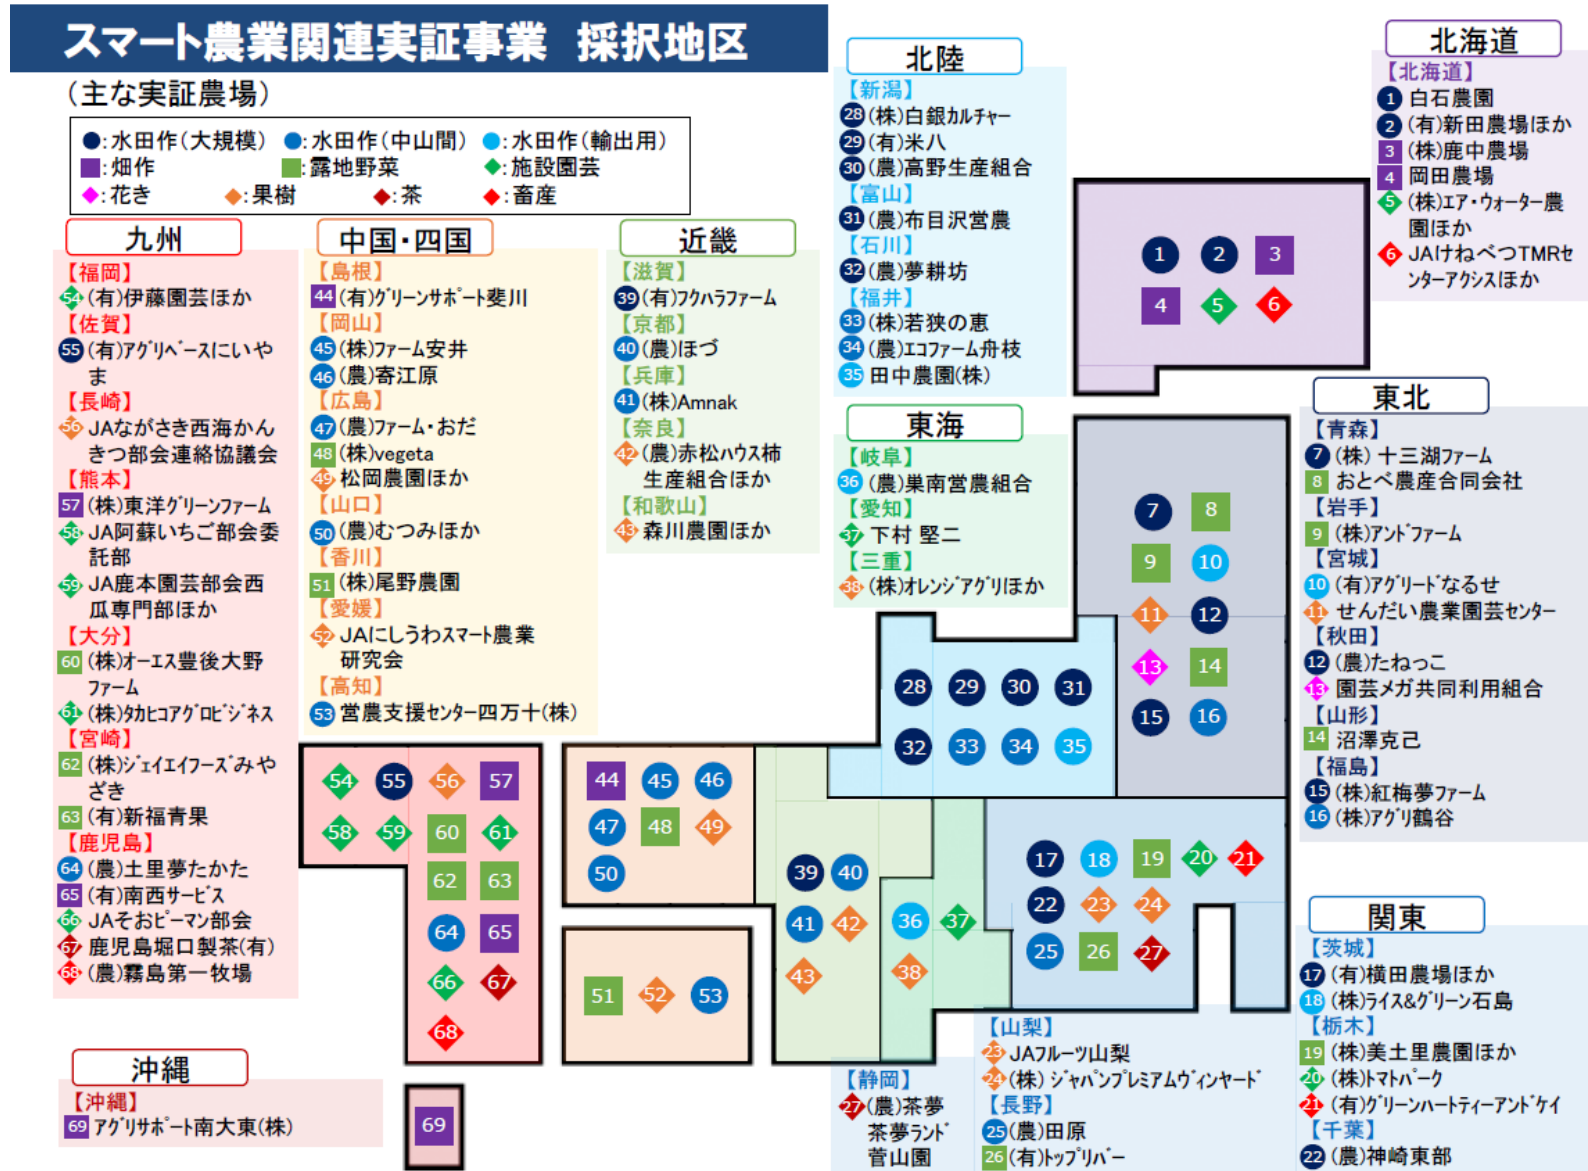 スマート農業関連実証事業 採択地区
(主な実証農場)
●:水田作(大規模) ●:水田作(中山間) ●:水田作(輸出用)
■:畑作 ■:露地野菜 ◆:施設園芸
◆:花き ◆:果樹 ◆:茶 ◆:畜産
九州
【福岡】
54 (有)伊藤園芸ほか
【佐賀】
55 (有)アグリベースにいや
ま
【長崎】
56 JAながさき西海かん
きつ部会連絡協議会
【熊本】
57 (株)東洋グリーンファーム
58 JA阿蘇いちご部会委
託部
59 JA鹿本園芸部会西
瓜専門部ほか
【大分】
60 (株)オーエス豊後大野
ファーム
61 (株)タカヒコアグロビジネス
【宮崎】
62 (株)ジェイエイフーズみや
ざき
63 (有)新福青果
【鹿児島】
64 (農)土里夢たかた
65 (有)南西サービス
66 JAそおピーマン部会
67 鹿児島堀口製茶(有)
68 (農)霧島第一牧場
沖縄
【沖縄】
69 アグリサポート南大東(株)
中国・四国
【島根】
44 (有)グリーンサポート斐川
【岡山】
45 (株)ファーム安井
46 (農)寄江原
【広島】
47 (農)ファーム・おだ
48 (株)vegeta
49 松岡農園ほか
【山口】
50 (農)むつみほか
【香川】
51 (株)尾野農園
【愛媛】
52 JAにしうわスマート農業
研究会
【高知】
53 営農支援センター四万十(株)
近畿
【滋賀】
39 (有)フクハラファーム
【京都】
40 (農)ほづ
【兵庫】
41 (株)Amnak
【奈良】
42 (農)赤松ハウス柿
生産組合ほか
【和歌山】
43 森川農園ほか
北陸
【新潟】
28 (株)白銀カルチャー
29 (有)米八
30 (農)高野生産組合
【富山】
31 (農)布目沢営農
【石川】
32 (農)夢耕坊
【福井】
33 (株)若狭の恵
34 (農)エコファーム舟枝
35 田中農園(株)
東海
【岐阜】
36 (農)巣南営農組合
【愛知】
37 下村 堅二
【三重】
38 (株)オレンジアグリほか
北海道
【北海道】
1 白石農園
2 (有)新田農場ほか
3 (株)鹿中農場
4 岡田農場
5 (株)エア・ウォーター農
園ほか
6 JAけねべつTMRセ
ンターアクシスほか
東北
【青森】
7 (株) 十三湖ファーム
8 おとべ農産合同会社
【岩手】
9 (株)アンドファーム
【宮城】
10 (有)アグリードなるせ
11 せんだい農業園芸センター
【秋田】
12 (農)たねっこ
13 園芸メガ共同利用組合
【山形】
14 沼澤克己
【福島】
15 (株)紅梅夢ファーム
16 (株)アグリ鶴谷
関東
【茨城】
17 (有)横田農場ほか
18 (株)ライス&グリーン石島
【栃木】
19 (株)美土里農園ほか
20 (株)トマトパーク
21 (有)グリーンハートティーアンドケイ
【千葉】
22 (農)神崎東部
【山梨】
23 JAフルーツ山梨
24 (株) ジャパンプレミアムヴィンヤード
【長野】
25 (農)田原
26 (有)トップリバー
【静岡】
27 (農)茶夢
茶夢ランド
菅山園
1 2 3
4 5 6
7 8
9 10
11 12
13 14
15 16
28 29 30 31
32 33 34 35
17 18 19 20 21
22 23 24
25 26 27
36 37
38
39 40
41 42
43
44 45 46
47 48 49
50
51 52 53
54 55 56 57
58 59 60 61
62 63
64 65
66 67
68
69